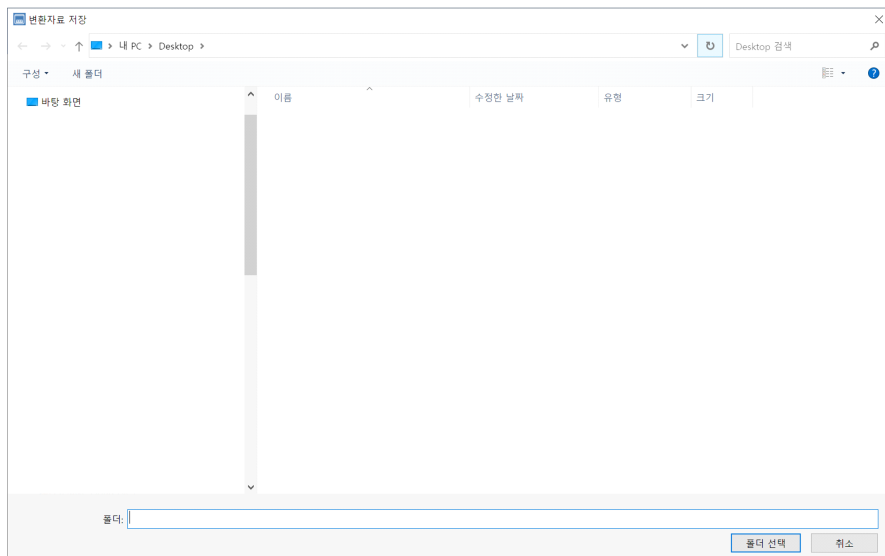 변환자료 저장
내 PC > Desktop >
Desktop 검색
구성
새 폴더
바탕 화면
이름
수정한 날짜
유형
크기
폴더:
폴더 선택
취소